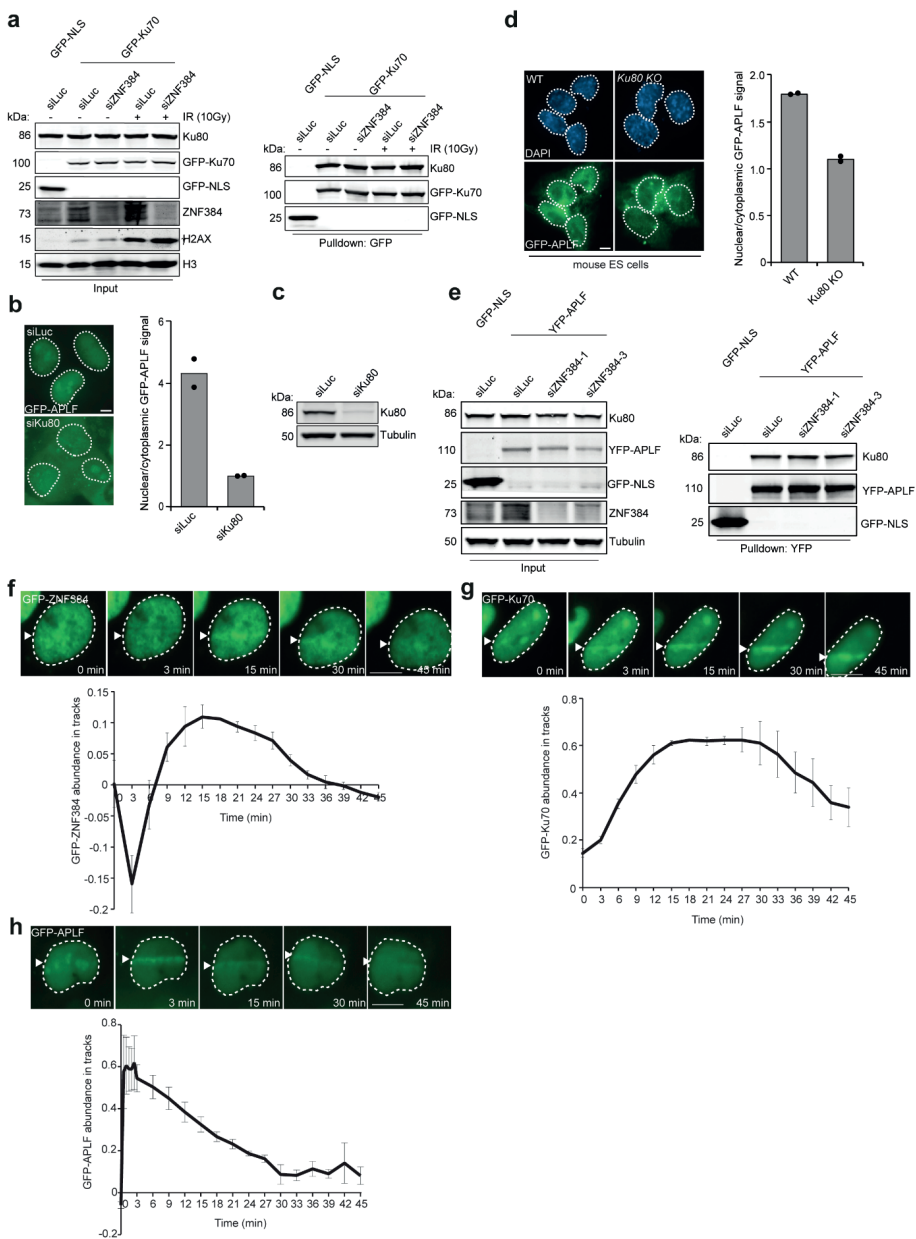 a
GFP-NLS
GFP-Ku70
siLuc
siLuc
siZNF384
siLuc
siZNF384
kDa:
- - - + + IR (10Gy)
86 Ku80
100 GFP-Ku70
25 GFP-NLS
73 ZNF384
15 H2AX
15 H3
Input
GFP-NLS
GFP-Ku70
siLuc
siLuc
siZNF384
siLuc
siZNF384
kDa:
- - - + + IR (10Gy)
86 Ku80
100 GFP-Ku70
25 GFP-NLS
Pulldown: GFP
b
siLuc
GFP-APLF
siKu80
Nuclear/cytoplasmic GFP-APLF signal
6
4
2
0
siLuc
siKu80
c
kDa:
siLuc
siKu80
86 Ku80
50 Tubulin
d
WT
Ku80 KO
DAPI
GFP-APLF
mouse ES cells
Nuclear/cytoplasmic GFP-APLF signal
2.0
1.5
1.0
0.5
0
WT
Ku80 KO
e
GFP-NLS
YFP-APLF
siLuc
siLuc
siZNF384-1
siZNF384-3
kDa:
86 Ku80
110 YFP-APLF
25 GFP-NLS
73 ZNF384
50 Tubulin
Input
GFP-NLS
YFP-APLF
siLuc
siLuc
siZNF384-1
siZNF384-3
kDa:
86 Ku80
110 YFP-APLF
25 GFP-NLS
Pulldown: YFP
f
GFP-ZNF384
0 min 3 min 15 min 30 min 45 min
GFP-ZNF384 abundance in tracks
0.15
0.1
0.05
0
-0.05
-0.1
-0.15
-0.2
0 3 6 9 12 15 18 21 24 27 30 33 36 39 42 45
Time (min)
g
GFP-Ku70
0 min 3 min 15 min 30 min 45 min
GFP-Ku70 abundance in tracks
0.8
0.6
0.4
0.2
0
0 3 6 9 12 15 18 21 24 27 30 33 36 39 42 45
Time (min)
h
GFP-APLF
0 min 3 min 15 min 30 min 45 min
GFP-APLF abundance in tracks
0.8
0.6
0.4
0.2
0
-0.2
0 3 6 9 12 15 18 21 24 27 30 33 36 39 42 45
Time (min)